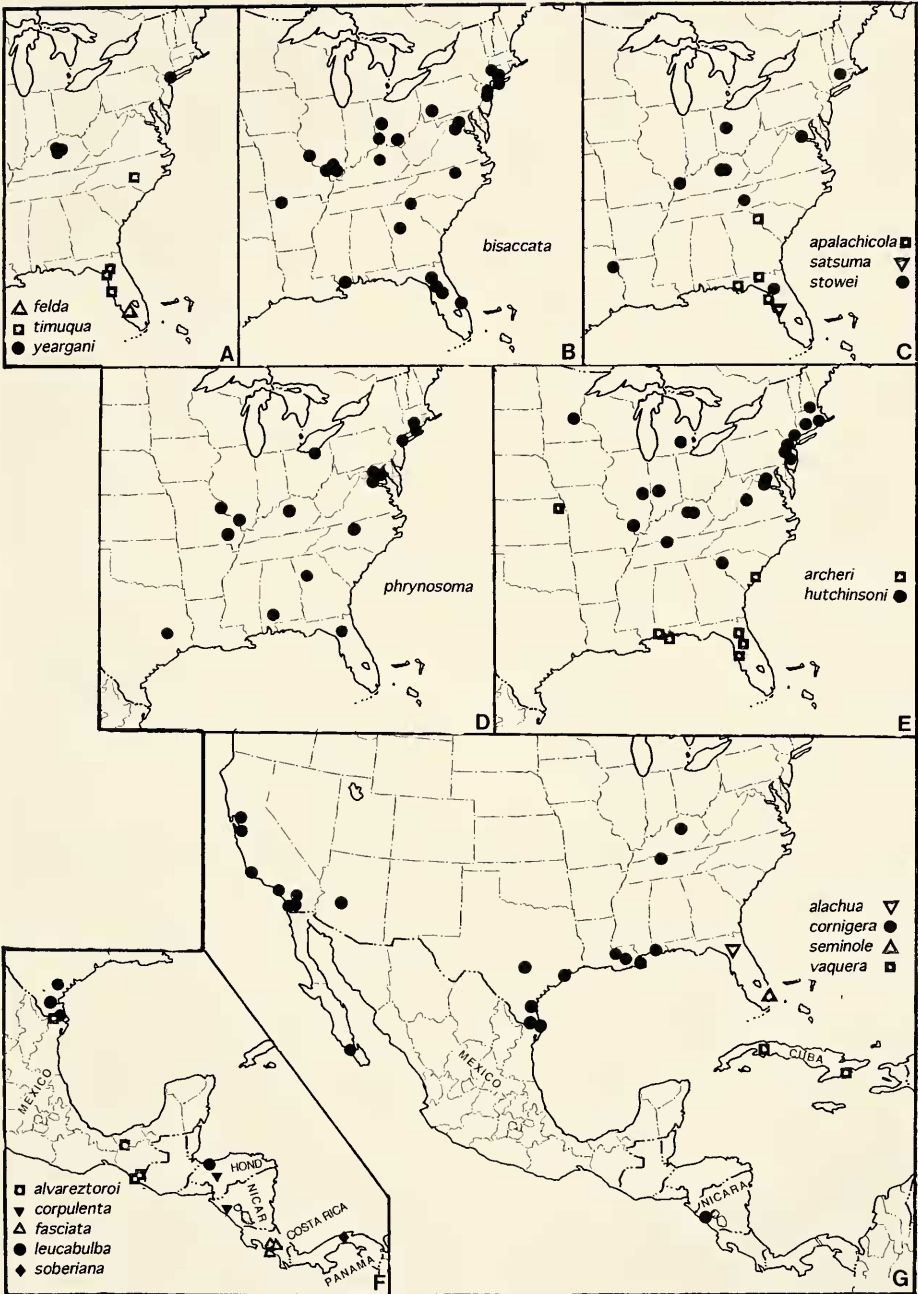 felda
timuqua
yeargani
A
bisaccata
B
apalachicola
satsuma
stowei
C
phrynosoma
D
archeri
hutchinsoni
E
alachua
cornigera
seminole
vaquera
MEXICO
CUBA
NICARA
G
MEXICO
HOND
NICAR
COSTA RICA
PANAMA
alvareztoroi
corpulenta
fasciata
leucabulba
soberiana
F